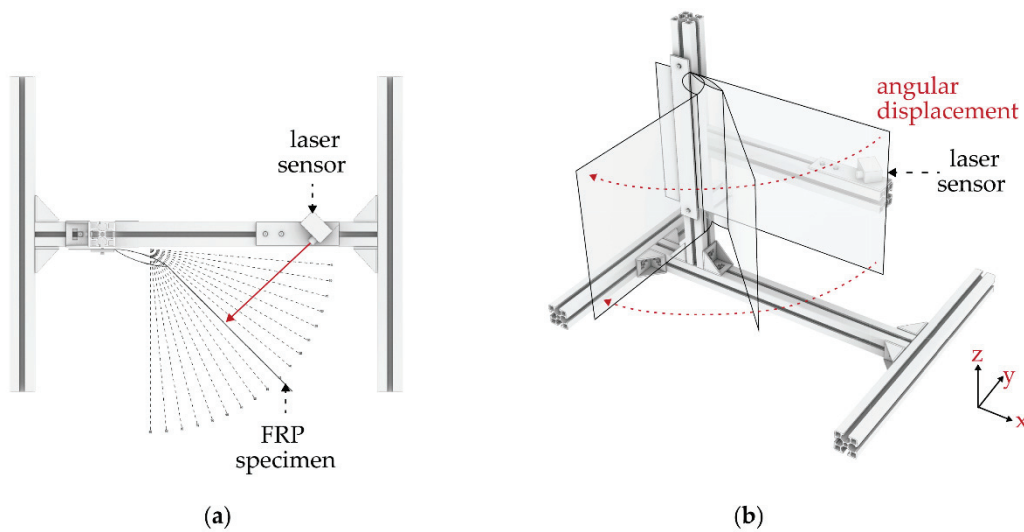 laser
sensor
FRP
specimen
(a)
angular
displacement
laser
sensor
z
y
x
(b)